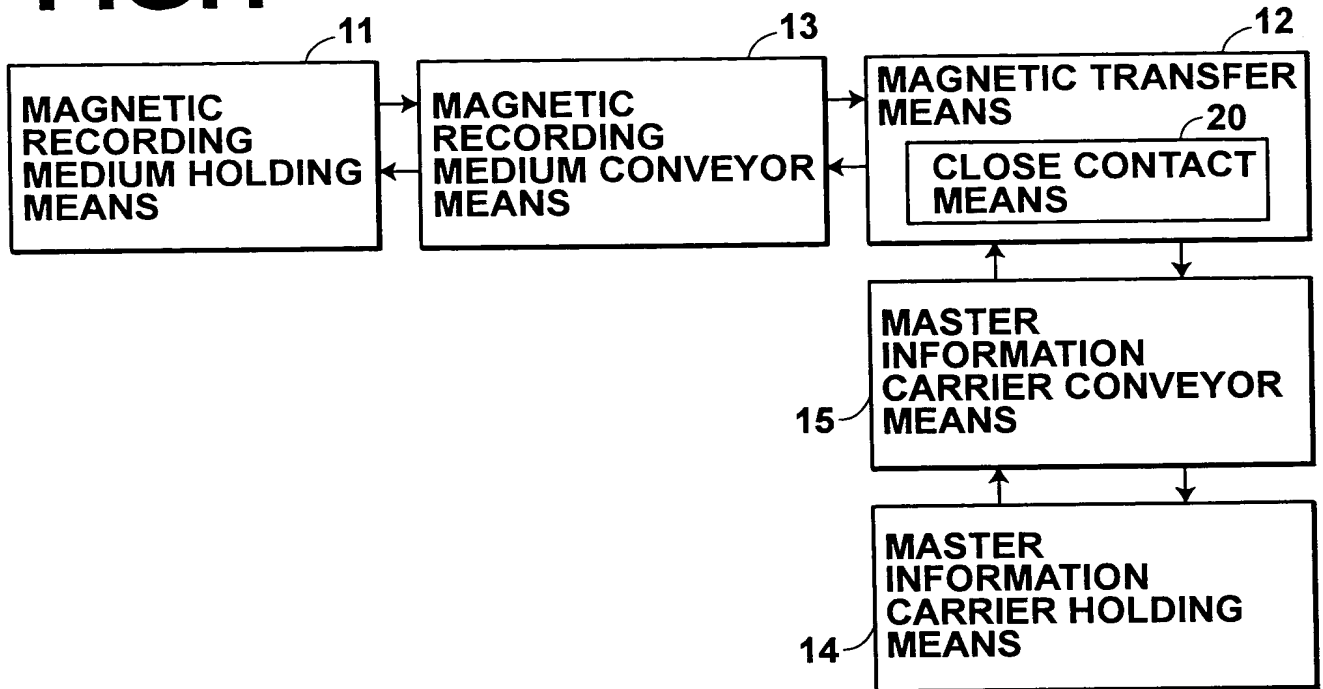 11
13
12
MAGNETIC
RECORDING
MEDIUM HOLDING
MEANS
MAGNETIC
RECORDING
MEDIUM CONVEYOR
MEANS
MAGNETIC TRANSFER
MEANS
20
CLOSE CONTACT
MEANS
MASTER
INFORMATION
CARRIER CONVEYOR
MEANS
15
MASTER
INFORMATION
CARRIER HOLDING
MEANS
14